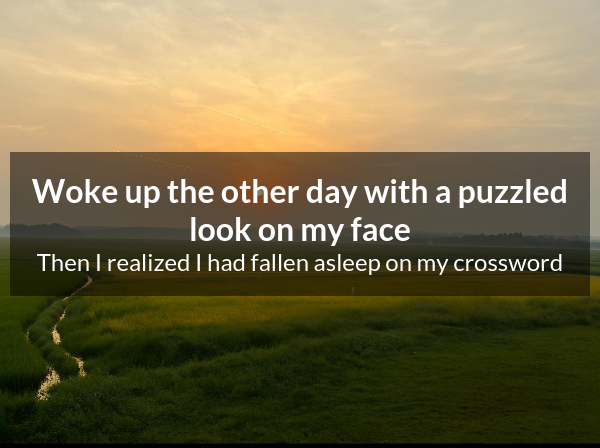 Woke up the other day with a puzzled
look on my face
Then I realized I had fallen asleep on my crossword